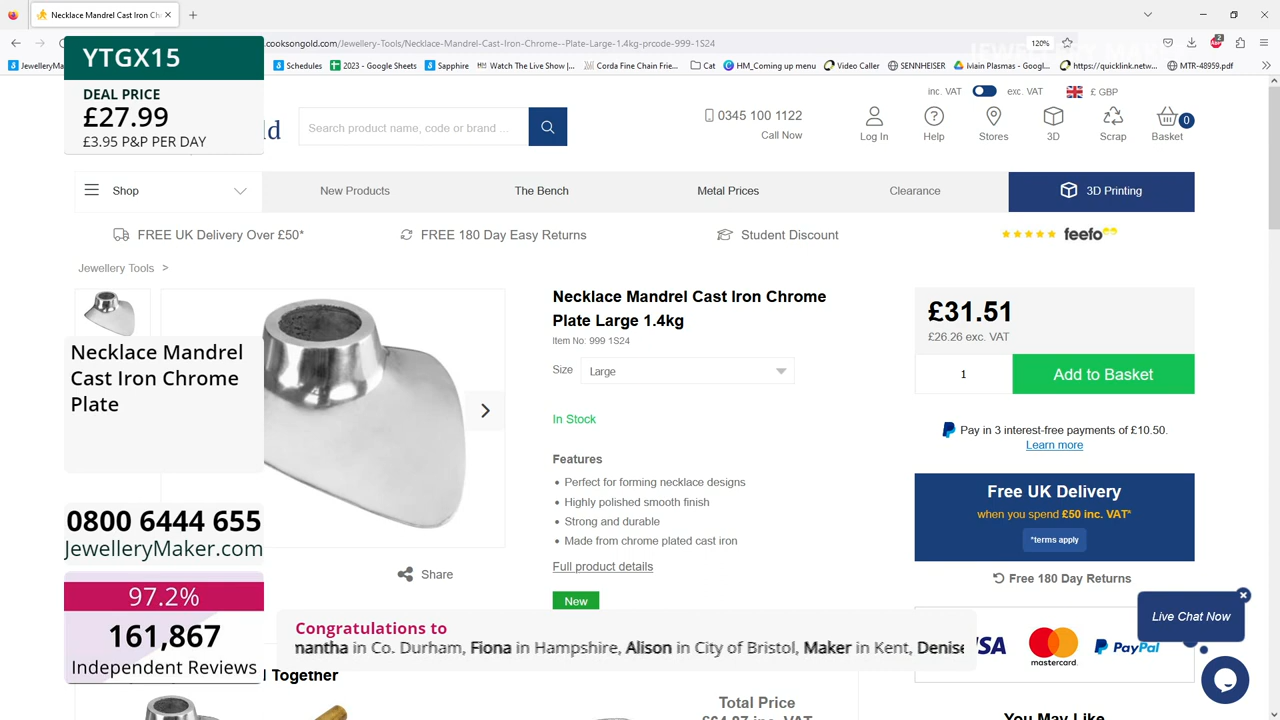 Necklace Mandrel Cast Iron Ch
cooksongold.com/Jewellery-Tools/Necklace-Mandrel-Cast-Iron-Chrome-Plate-Large-1.4kg-prcode-999-1S24
120%
JewelleryMa
Schedules
2023 - Google Sheets
Sapphire
Watch The Live Show |...
Corda Fine Chain Frie...
Canco
HM_Coming up menu
Video Caller
SENNHEISER
Main Planas - Googl...
https://quicklink.netw...
MTR-48959.pdf
YTGX15
DEAL PRICE
£27.99
£3.95 P&P PER DAY
ld
Search product name, code or brand ...
0345 100 1122
Call Now
inc. VAT
exc. VAT
£ GBP
Log In
Help
Stores
3D
Scrap
Basket
0
Shop
New Products
The Bench
Metal Prices
Clearance
3D Printing
FREE UK Delivery Over £50*
FREE 180 Day Easy Returns
Student Discount
feefo
Jewellery Tools >
Necklace Mandrel
Cast Iron Chrome
Plate
Necklace Mandrel Cast Iron Chrome
Plate Large 1.4kg
Item No: 999 1S24
Size
Large
In Stock
Features
Perfect for forming necklace designs
Highly polished smooth finish
Strong and durable
Made from chrome plated cast iron
Full product details
New
Share
£31.51
£26.26 exc. VAT
1
Add to Basket
Pay in 3 interest-free payments of £10.50.
Learn more
Free UK Delivery
when you spend £50 inc. VAT*
*terms apply
Free 180 Day Returns
Live Chat Now
VISA
mastercard.
PayPal
0800 6444 655
JewelleryMaker.com
97.2%
161,867
Independent Reviews
Congratulations to
mantha in Co. Durham, Fiona in Hampshire, Alison in City of Bristol, Maker in Kent, Denise
Together
Total Price
You May Like